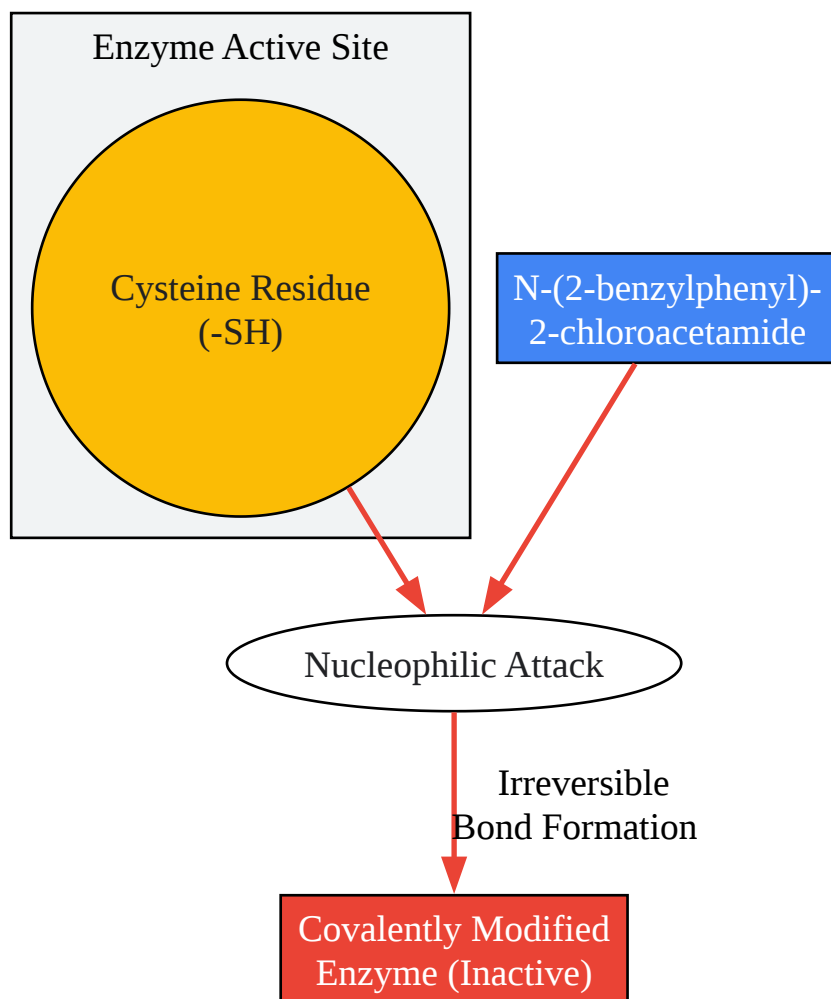 Enzyme Active Site
Cysteine Residue
(-SH)
N-(2-benzylphenyl)-
2-chloroacetamide
Nucleophilic Attack
Irreversible
Bond Formation
Covalently Modified
Enzyme (Inactive)